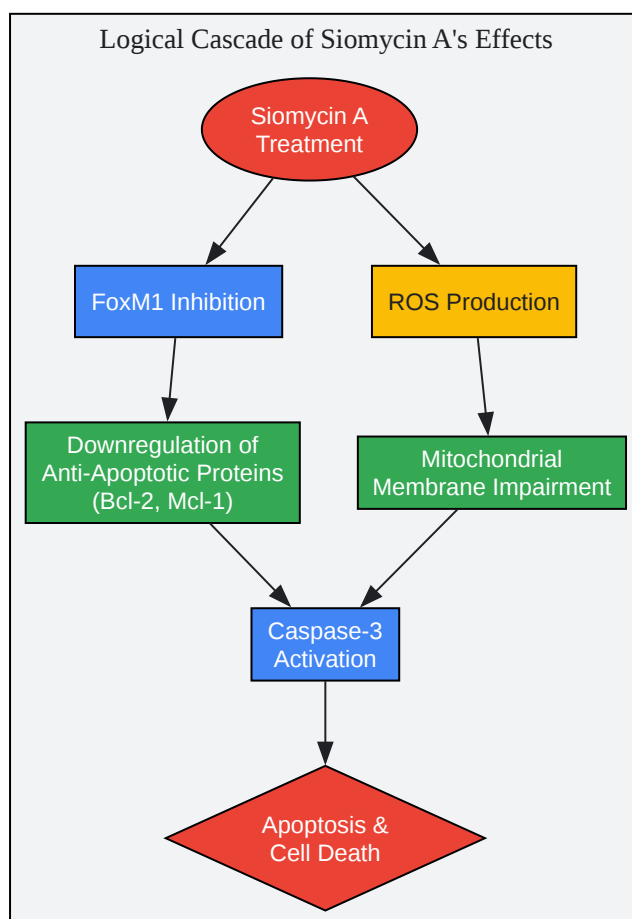 Logical Cascade of Siomycin A's Effects
Siomycin A
Treatment
FoxM1 Inhibition
ROS Production
Downregulation of
Anti-Apoptotic Proteins
(Bcl-2, Mcl-1)
Mitochondrial
Membrane Impairment
Caspase-3
Activation
Apoptosis &
Cell Death